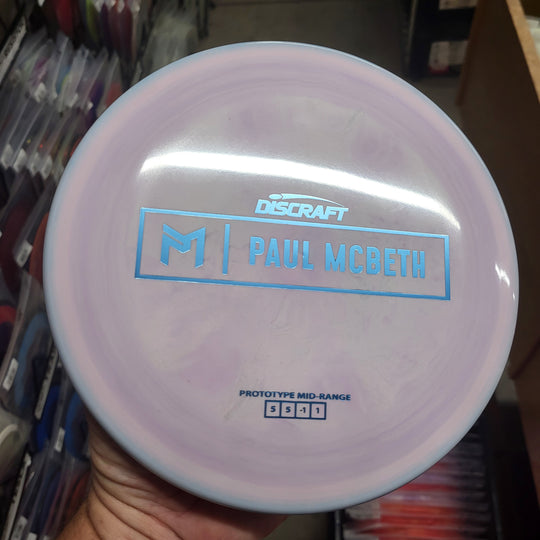 DISCRAFT
M | PAUL MCBETH
PROTOTYPE MID-RANGE
5 5 -1 1